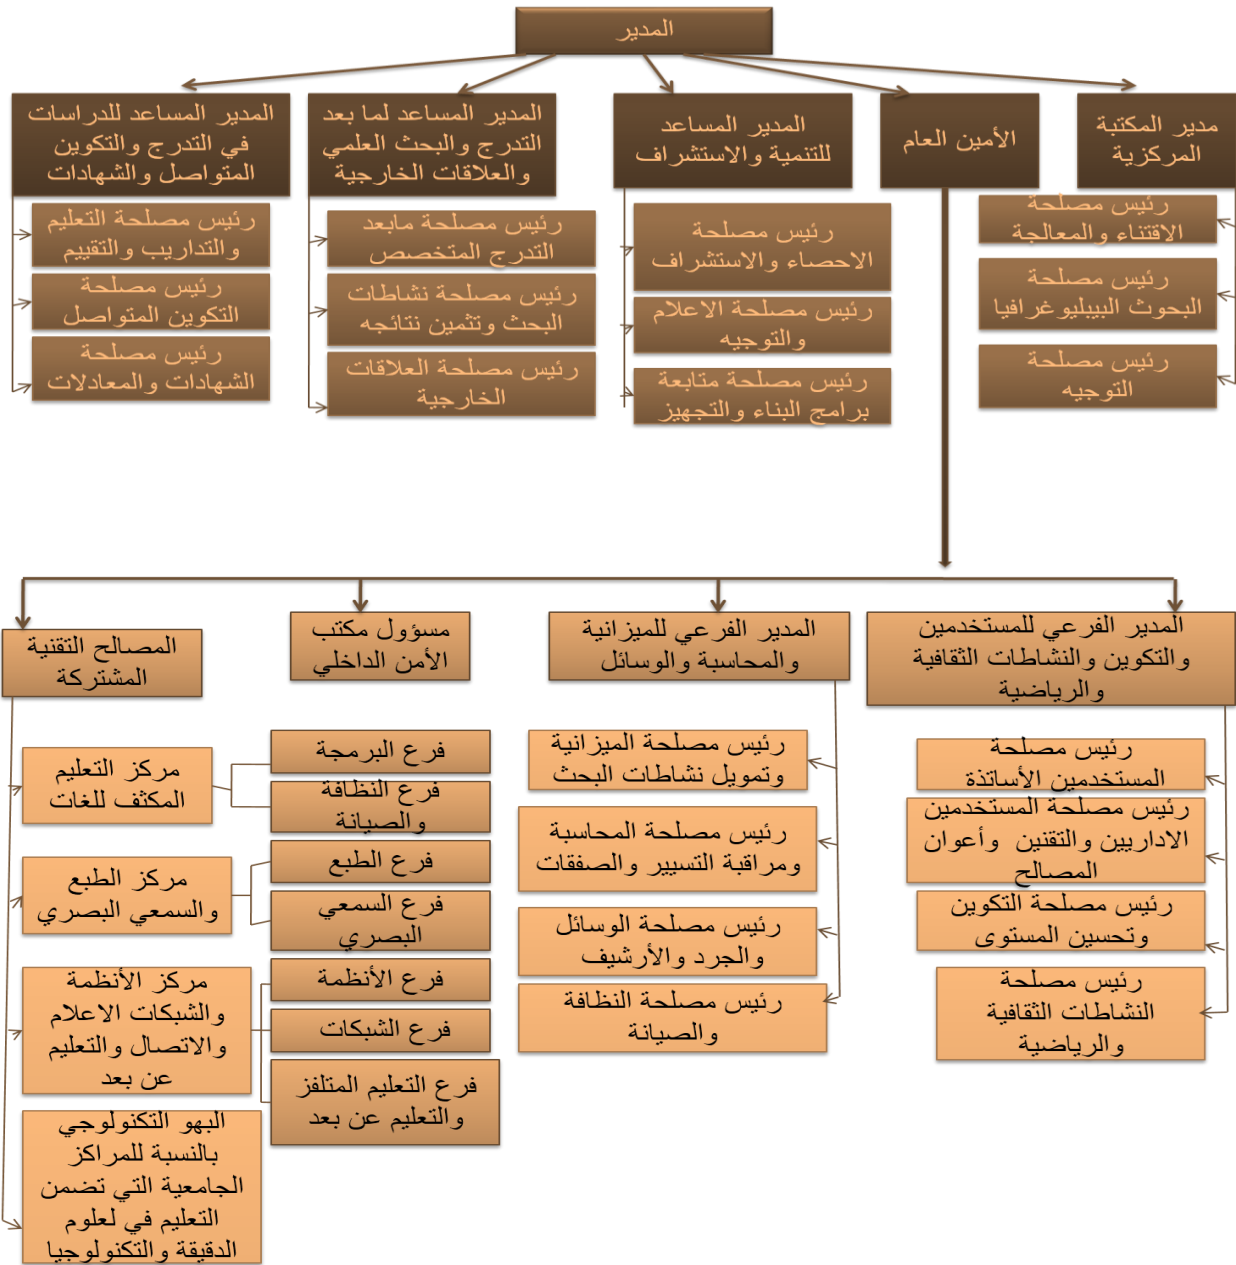 المدير
مدير المكتبة
المركزية
رئيس مصلحة
الاقتناء والمعالجة
رئيس مصلحة
البحوث البيبليوغرافيا
رئيس مصلحة
التوجيه
الأمين العام
المدير المساعد
للتنمية والاستشراف
رئيس مصلحة
الاحصاء والاستشراف
رئيس مصلحة الاعلام
والتوجيه
رئيس مصلحة متابعة
برامج البناء والتجهيز
المدير المساعد لما بعد
التدرج والبحث العلمي
والعلاقات الخارجية
رئيس مصلحة مابعد
التدرج المتخصص
رئيس مصلحة نشاطات
البحث وتثمين نتائجه
رئيس مصلحة العلاقات
الخارجية
المدير المساعد للدراسات
في التدرج والتكوين
المتواصل والشهادات
رئيس مصلحة التعليم
والتداريب والتقييم
رئيس مصلحة
التكوين المتواصل
رئيس مصلحة
الشهادات والمعادلات
المدير الفرعي للمستخدمين
والتكوين والنشاطات الثقافية
والرياضية
رئيس مصلحة
المستخدمين الأساتذة
رئيس مصلحة المستخدمين
الاداريين والتقنين وأعوان
المصالح
رئيس مصلحة التكوين
وتحسين المستوى
رئيس مصلحة
النشاطات الثقافية
والرياضية
المدير الفرعي للميزانية
والمحاسبة والوسائل
رئيس مصلحة الميزانية
وتمويل نشاطات البحث
رئيس مصلحة المحاسبة
ومراقبة التسيير والصفقات
رئيس مصلحة الوسائل
والجرد والأرشيف
رئيس مصلحة النظافة
والصيانة
مسؤول مكتب
الأمن الداخلي
المصالح التقنية
المشتركة
مركز التعليم
المكثف للغات
فرع البرمجة
فرع النظافة
والصيانة
مركز الطبع
والسمعي البصري
فرع الطبع
فرع السمعي
البصري
مركز الأنظمة
والشبكات الاعلام
والاتصال والتعليم
عن بعد
فرع الأنظمة
فرع الشبكات
فرع التعليم المتلفز
والتعليم عن بعد
البهو التكنولوجي
بالنسبة للمراكز
الجامعية التي تضمن
التعليم في لعلوم
الدقيقة والتكنولوجيا